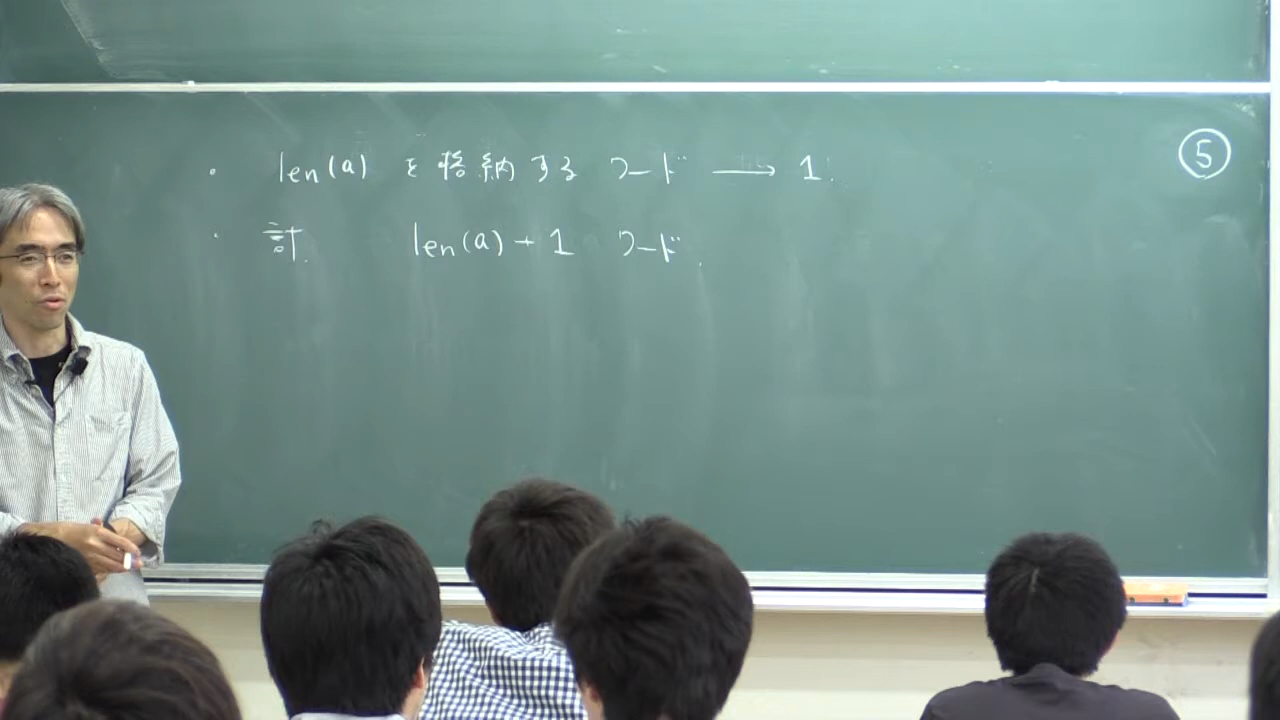 ⑤
・ len(a) を格納する ワード → 1.
・ 計. len(a) + 1 ワード.